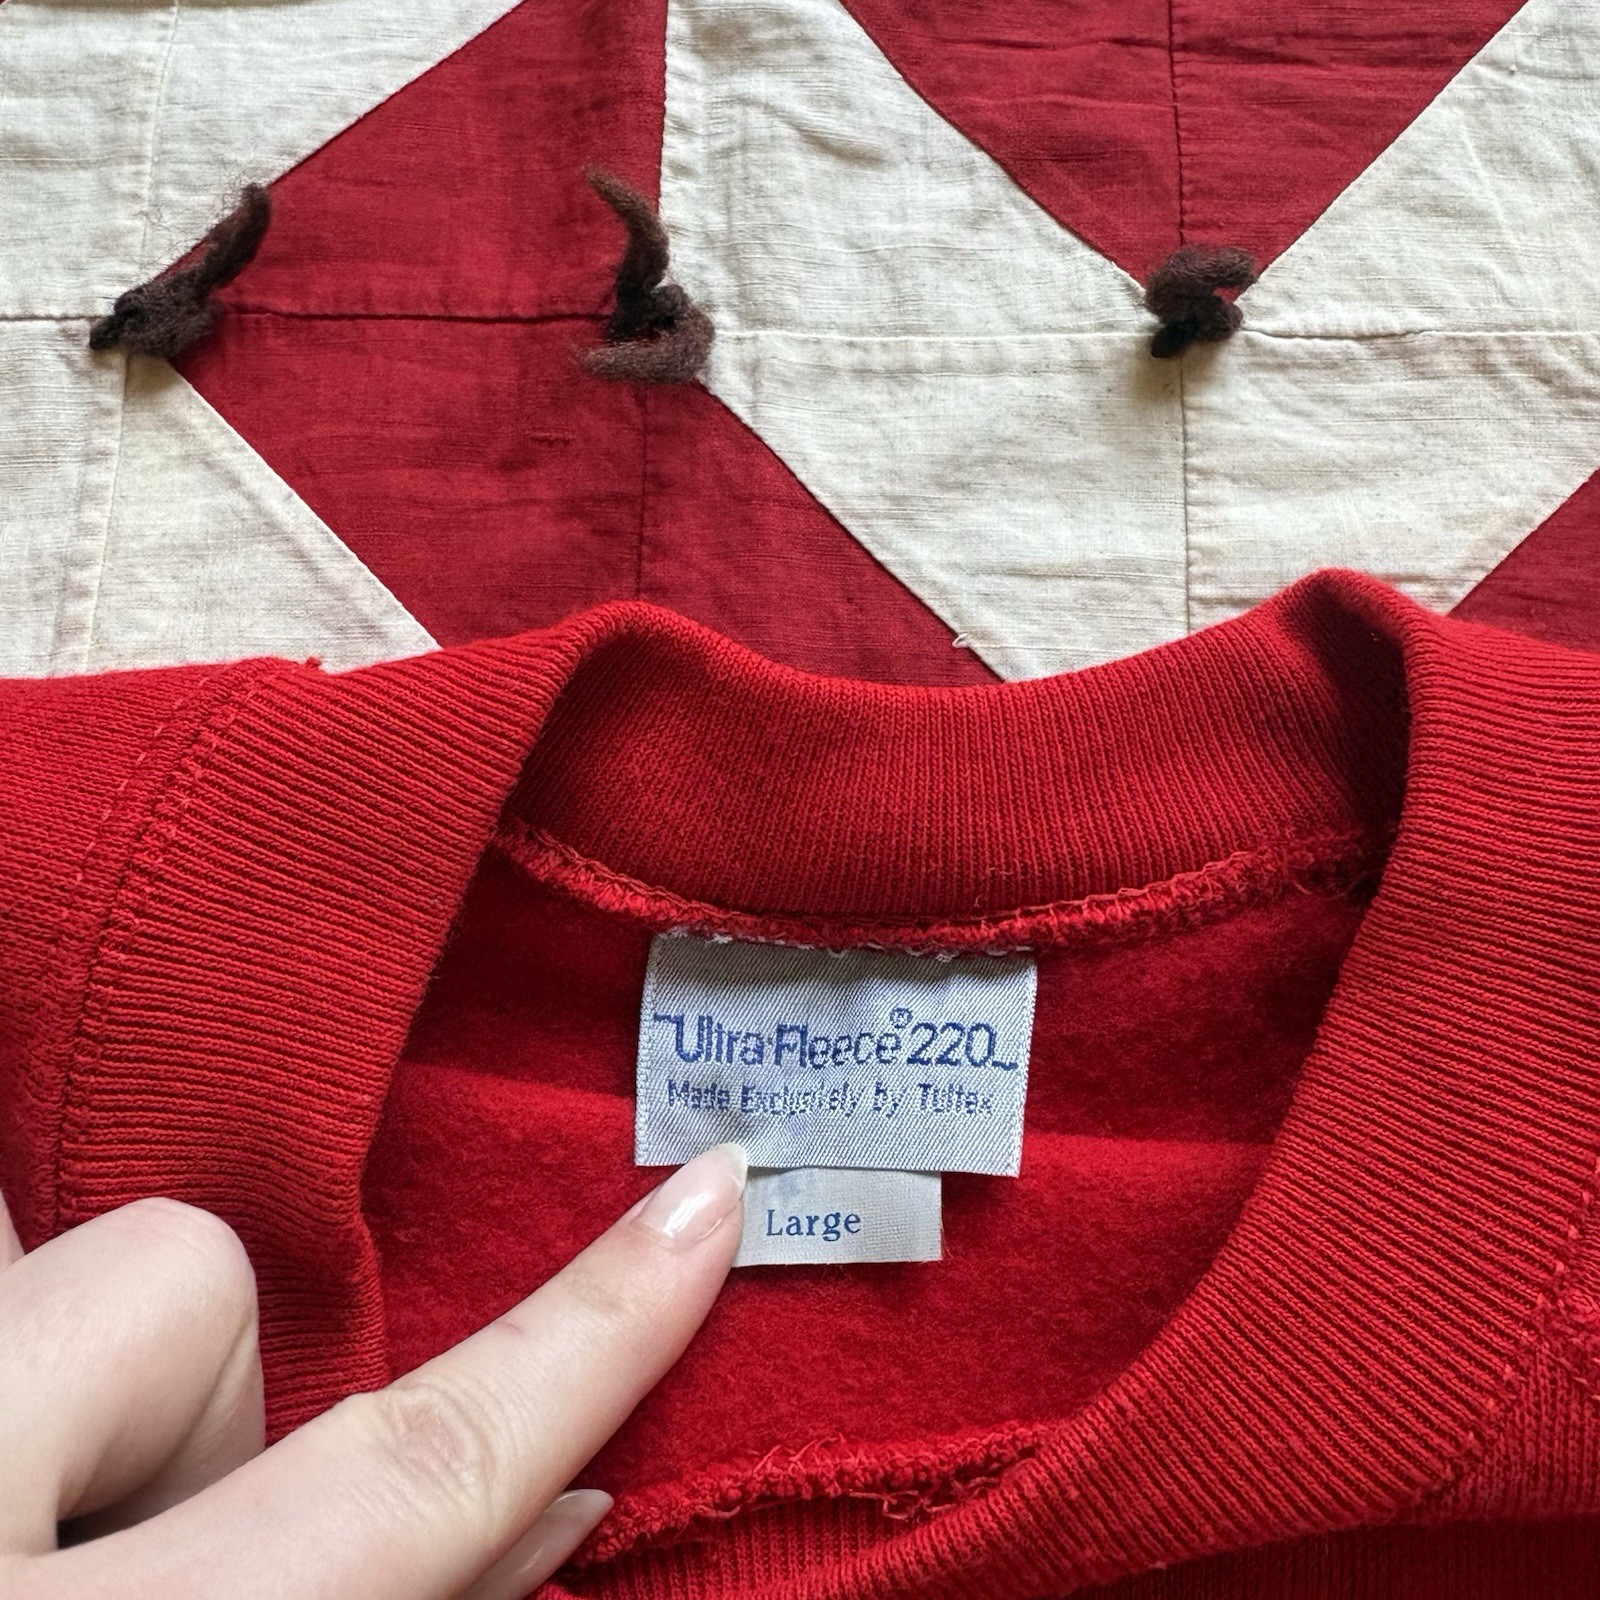 Ultra Fleece® 220
Made Exclusively by Tultex
Large